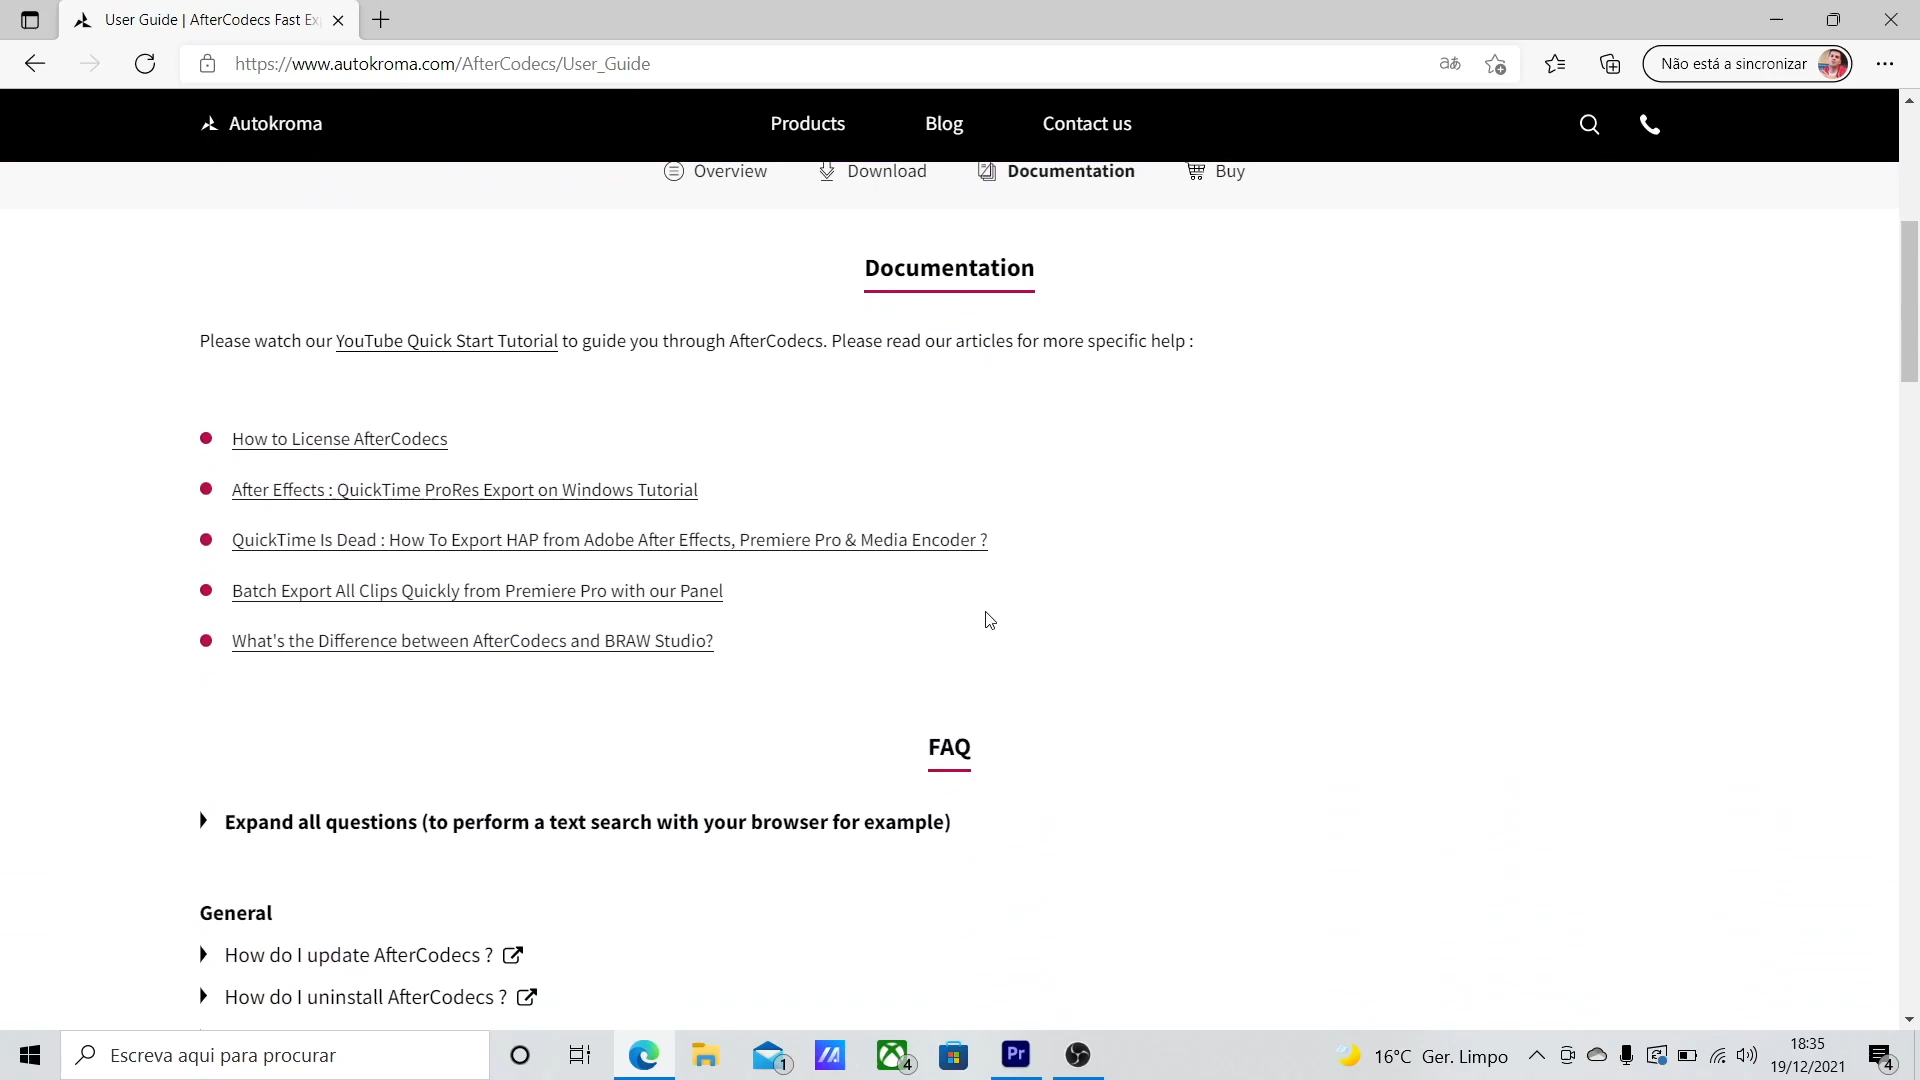 User Guide | AfterCodecs Fast Ex
https://www.autokroma.com/AfterCodecs/User_Guide
Não está a sincronizar
Autokroma
Products
Blog
Contact us
Overview
Download
Documentation
Buy
Documentation
Please watch our YouTube Quick Start Tutorial to guide you through AfterCodecs. Please read our articles for more specific help :
How to License AfterCodecs
After Effects : QuickTime ProRes Export on Windows Tutorial
QuickTime Is Dead : How To Export HAP from Adobe After Effects, Premiere Pro & Media Encoder ?
Batch Export All Clips Quickly from Premiere Pro with our Panel
What's the Difference between AfterCodecs and BRAW Studio?
FAQ
Expand all questions (to perform a text search with your browser for example)
General
How do I update AfterCodecs ?
How do I uninstall AfterCodecs ?
Escreva aqui para procurar
1
4
Pr
16°C Ger. Limpo
18:35
19/12/2021
4